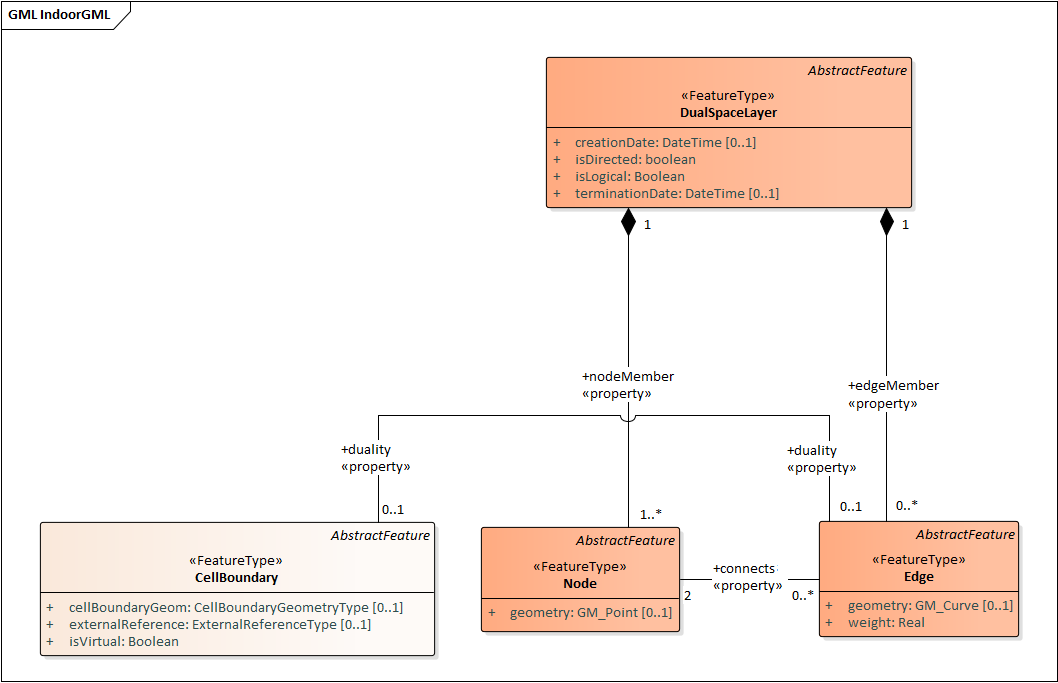 GML IndoorGML
AbstractFeature
«FeatureType»
DualSpaceLayer
+ creationDate: DateTime [0..1]
+ isDirected: boolean
+ isLogical: Boolean
+ terminationDate: DateTime [0..1]
1
1
+nodeMember
«property»
+edgeMember
«property»
+duality
«property»
+duality
«property»
0..1
1..*
0..1
0..*
AbstractFeature
«FeatureType»
CellBoundary
+ cellBoundaryGeom: CellBoundaryGeometryType [0..1]
+ externalReference: ExternalReferenceType [0..1]
+ isVirtual: Boolean
AbstractFeature
«FeatureType»
Node
+ geometry: GM_Point [0..1]
+connects
«property»
2
0..*
AbstractFeature
«FeatureType»
Edge
+ geometry: GM_Curve [0..1]
+ weight: Real